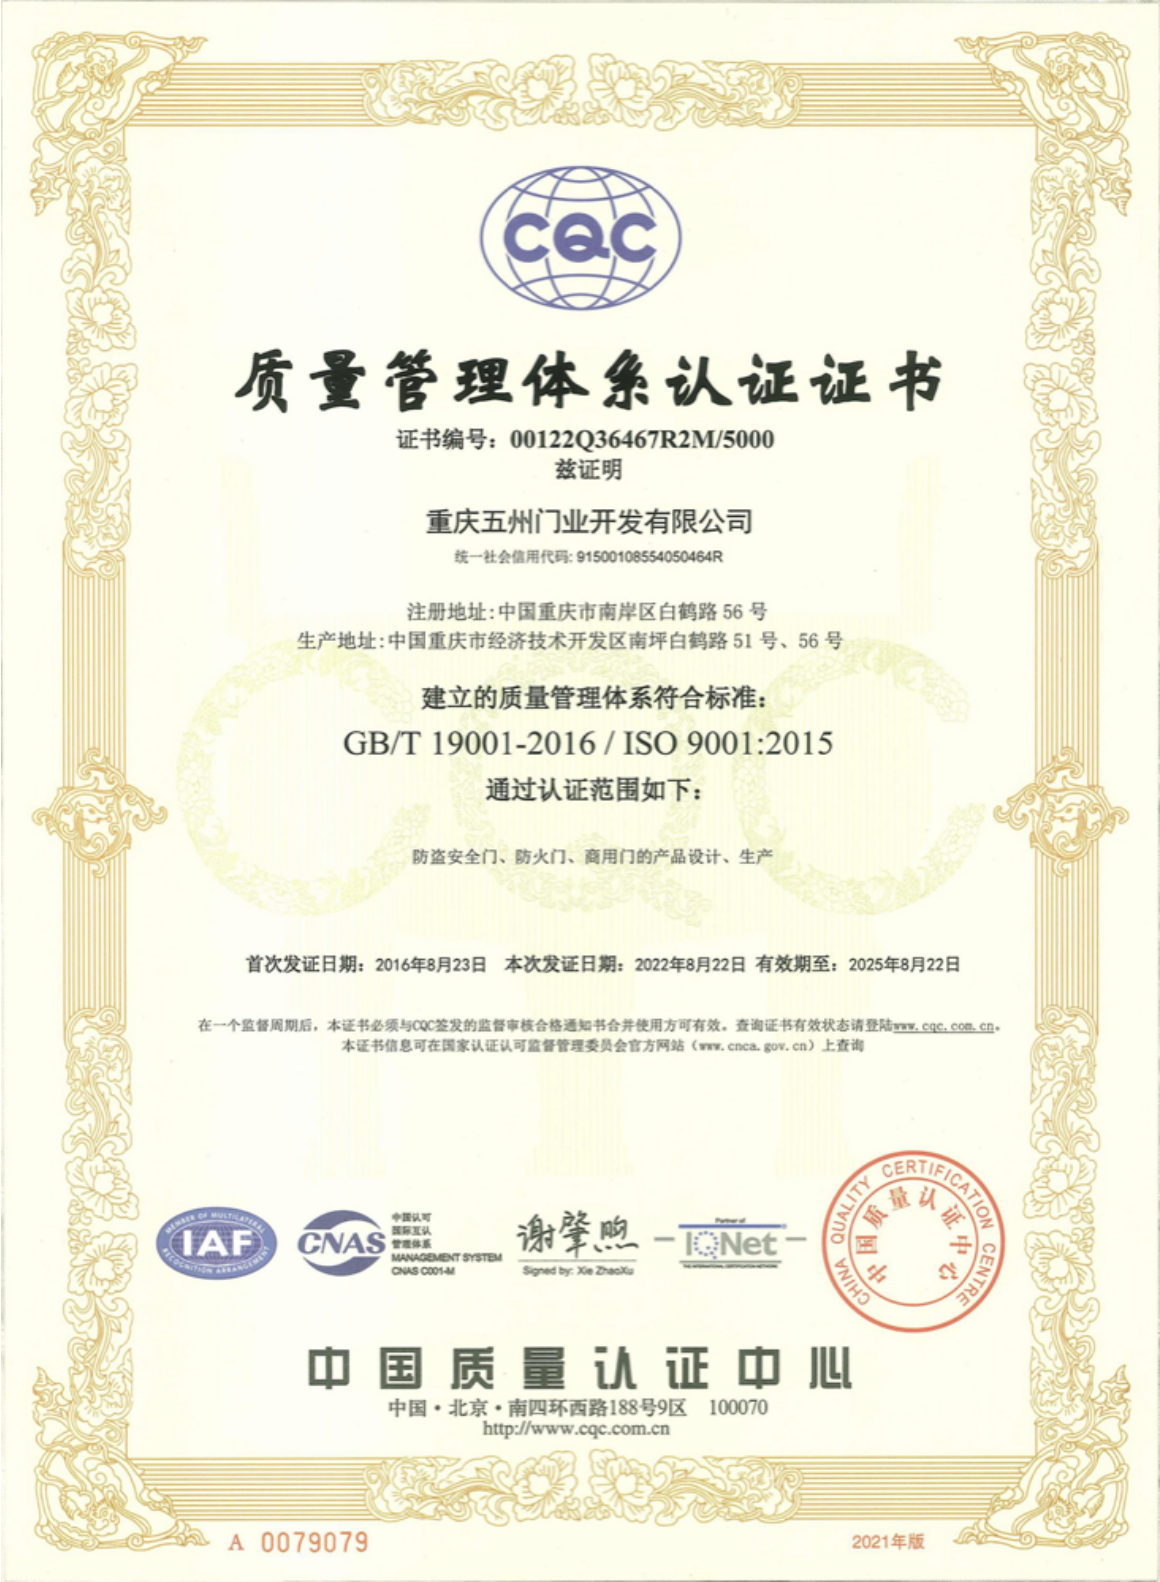 CQC
质量管理体系认证证书
证书编号：00122Q36467R2M/5000
兹证明
重庆五州门业开发有限公司
统一社会信用代码: 91500108554050464R
注册地址:中国重庆市南岸区白鹤路 56 号
生产地址:中国重庆市经济技术开发区南坪白鹤路 51 号、56 号
建立的质量管理体系符合标准：
GB/T 19001-2016 / ISO 9001:2015
通过认证范围如下：
防盗安全门、防火门、商用门的产品设计、生产
首次发证日期：2016年8月23日 本次发证日期：2022年8月22日 有效期至：2025年8月22日
在一个监督周期后，本证书必须与CQC签发的监督审核合格通知书合并使用方可有效。查询证书有效状态请登陆www.cqc.com.cn。
本证书信息可在国家认证认可监督管理委员会官方网站（www.cnca.gov.cn）上查询
MEMBER OF MULTILATERAL
IAF
RECOGNITION ARRANGEMENT
CNAS
中国认可
国际互认
管理体系
MANAGEMENT SYSTEM
CNAS C001-M
谢肇煦
Signed by: Xie ZhaoXu
Partner of
IQNet
THE INTERNATIONAL CERTIFICATION NETWORK
CHINA QUALITY CERTIFICATION CENTRE
中国质量认证中心
中国质量认证中心
中国·北京·南四环西路188号9区 100070
http://www.cqc.com.cn
A 0079079
2021年版